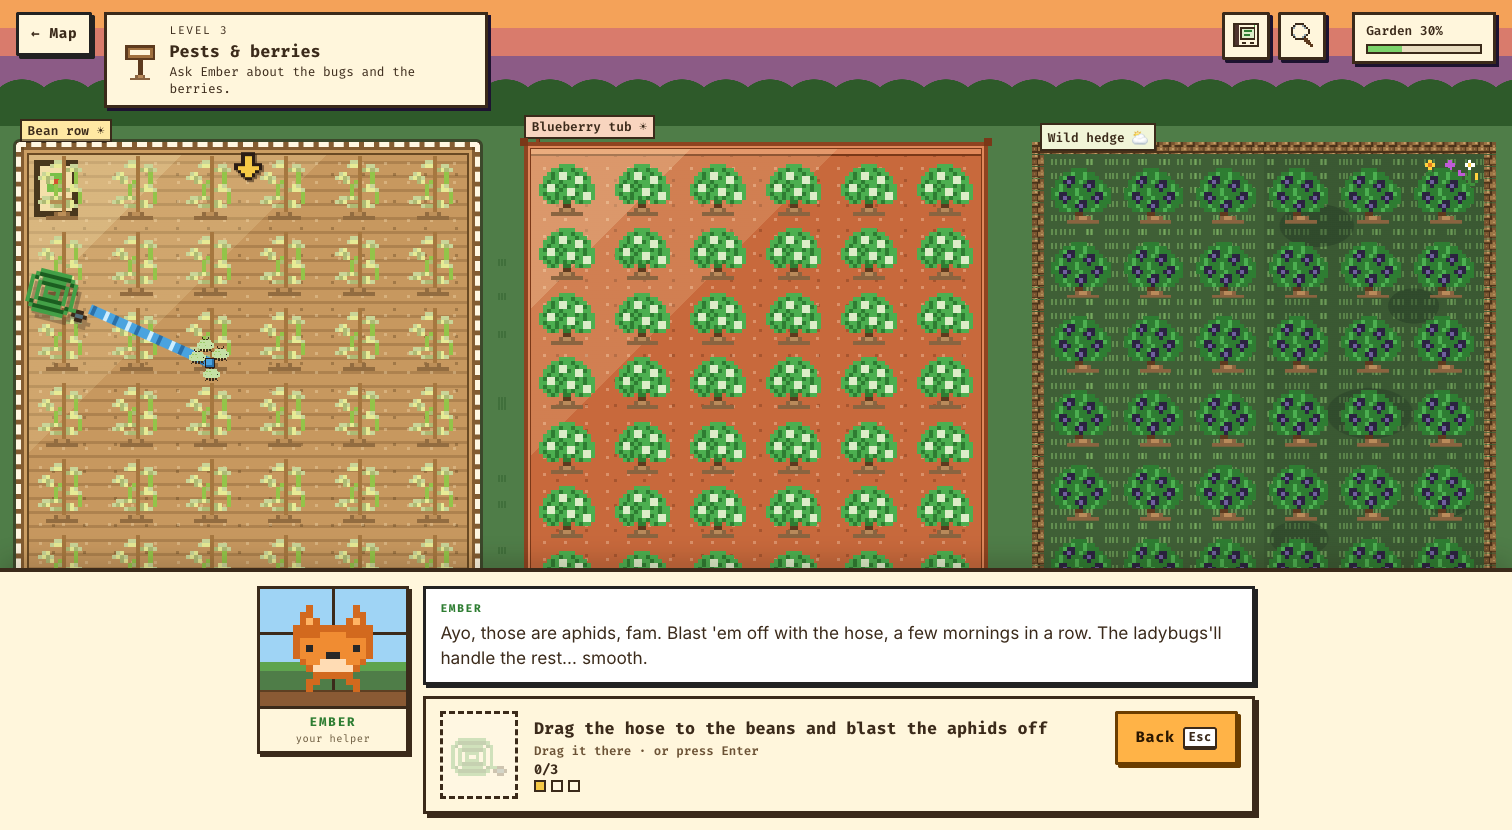 ← Map
LEVEL 3
Pests & berries
Ask Ember about the bugs and the
berries.
Garden 30%
Bean row ☀
Blueberry tub ☀
Wild hedge ⛅
EMBER
Ayo, those are aphids, fam. Blast 'em off with the hose, a few mornings in a row. The ladybugs'll
handle the rest... smooth.
EMBER
your helper
Drag the hose to the beans and blast the aphids off
Drag it there · or press Enter
0/3
Back Esc